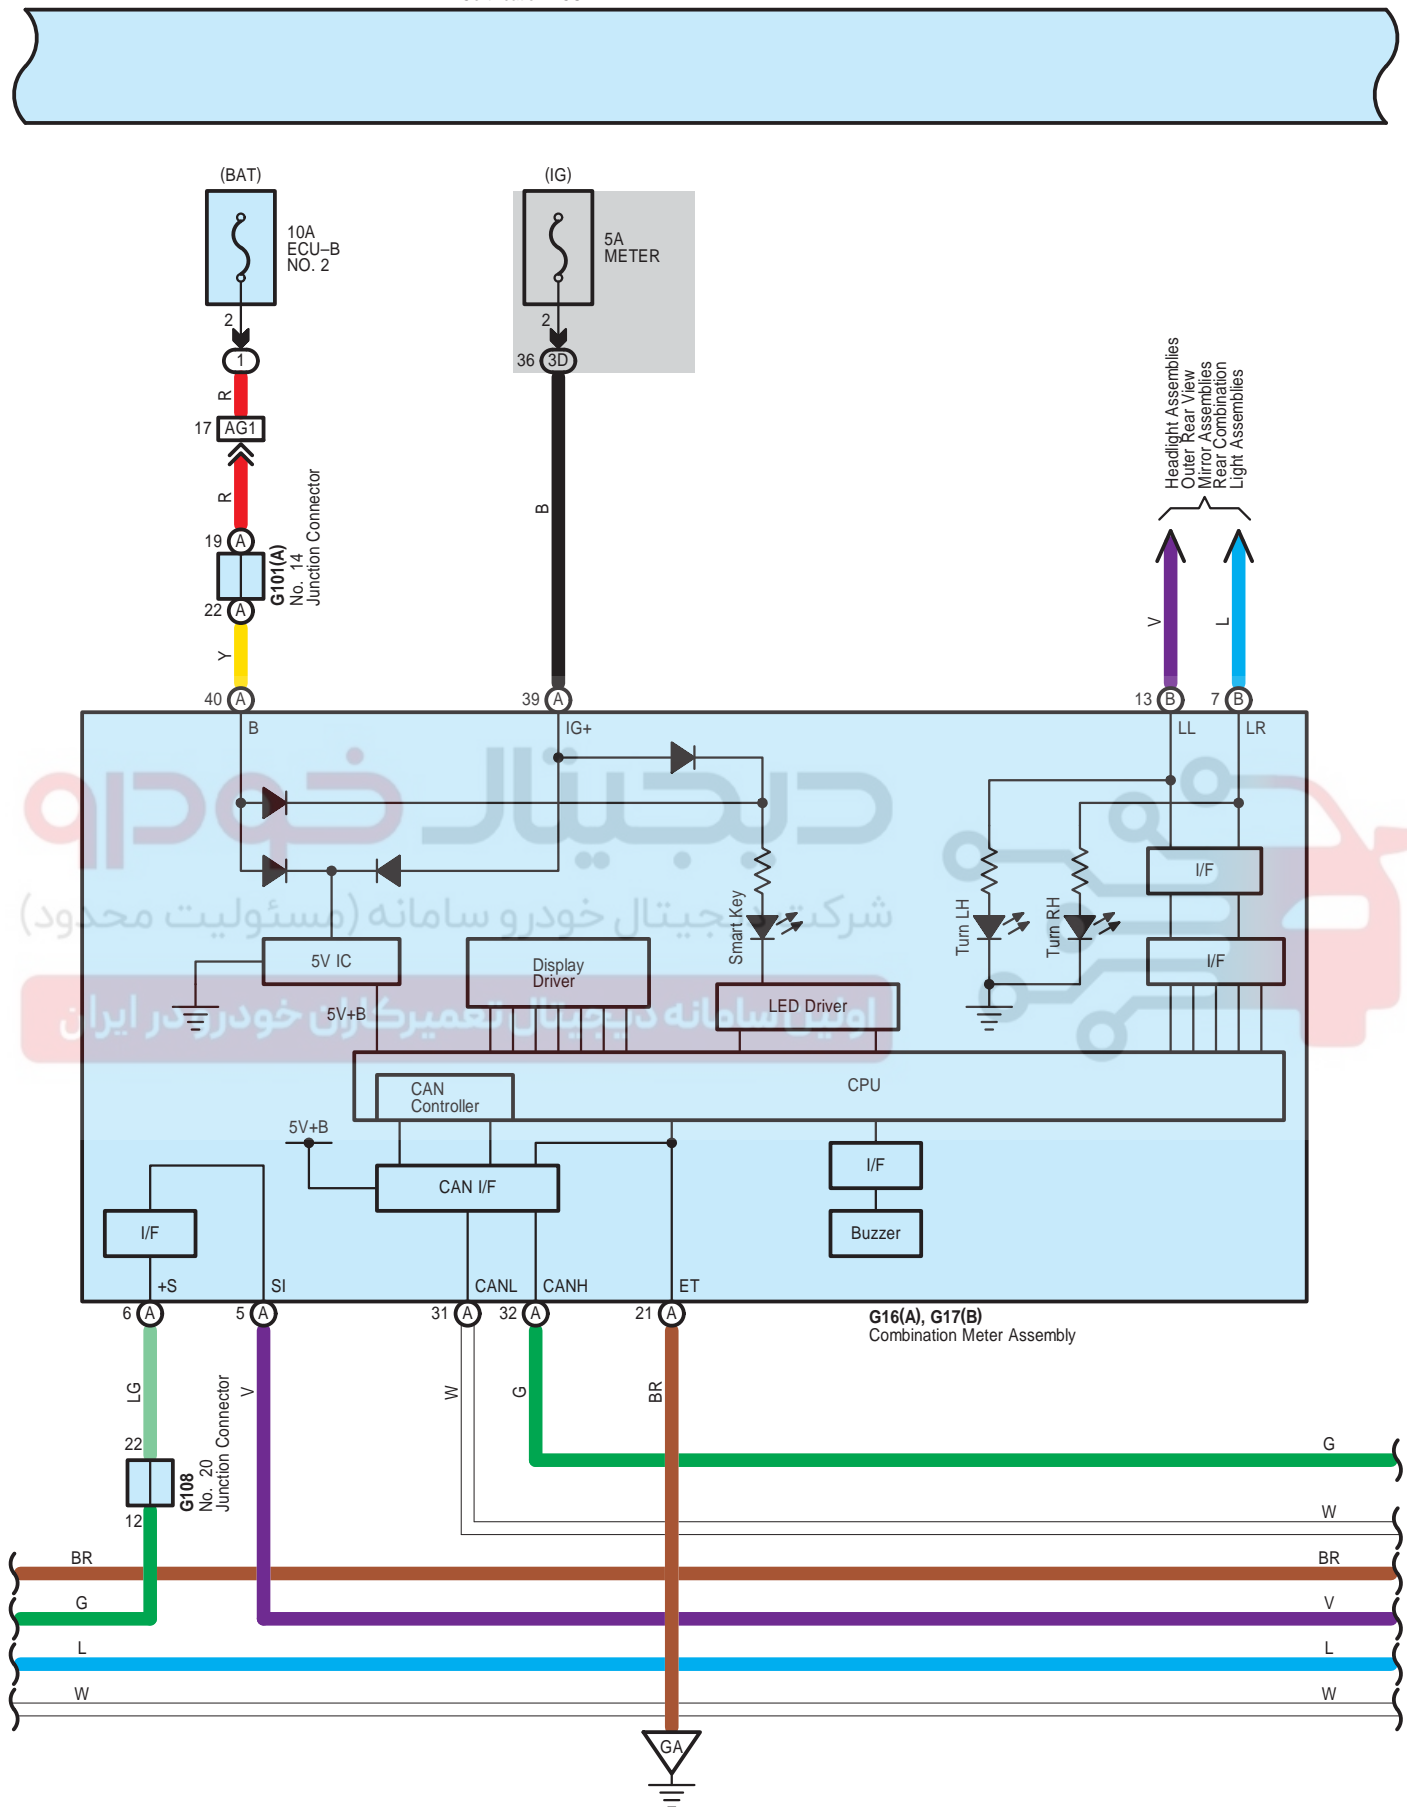 (BAT)
(IG)
10A
ECU–B
NO. 2
5A
METER
2
2
1
36
3D
R
17
AG1
R
B
19
A
G101(A)
No. 14
Junction Connector
22
A
Y
Headlight Assemblies
Outer Rear View
Mirror Assemblies
Rear Combination
Light Assemblies
V
L
40
A
39
A
13
B
7
B
B
IG+
LL
LR
دیجیتال خودرو
شرکت دیجیتال خودرو سامانه (مسئولیت محدود)
اولین سامانه دیجیتال تعمیرکاران خودرو در ایران
I/F
Smart Key
Turn LH
Turn RH
5V IC
Display
Driver
I/F
LED Driver
5V+B
CAN
Controller
CPU
5V+B
CAN I/F
I/F
I/F
Buzzer
+S
SI
CANL
CANH
ET
6
A
5
A
31
A
32
A
21
A
G16(A), G17(B)
Combination Meter Assembly
LG
V
W
G
BR
22
G108
No. 20
Junction Connector
12
G
W
BR
BR
G
V
L
L
W
W
GA